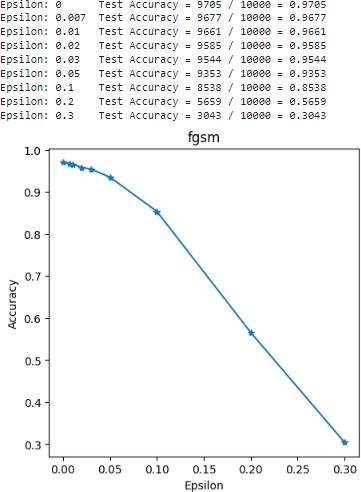 Epsilon: 0 Test Accuracy = 9705 / 10000 = 0.9705
Epsilon: 0.007 Test Accuracy = 9677 / 10000 = 0.9677
Epsilon: 0.01 Test Accuracy = 9661 / 10000 = 0.9661
Epsilon: 0.02 Test Accuracy = 9585 / 10000 = 0.9585
Epsilon: 0.03 Test Accuracy = 9544 / 10000 = 0.9544
Epsilon: 0.05 Test Accuracy = 9353 / 10000 = 0.9353
Epsilon: 0.1 Test Accuracy = 8538 / 10000 = 0.8538
Epsilon: 0.2 Test Accuracy = 5659 / 10000 = 0.5659
Epsilon: 0.3 Test Accuracy = 3043 / 10000 = 0.3043
fgsm
1.0
0.9
0.8
0.7
0.6
0.5
0.4
0.3
Accuracy
0.00 0.05 0.10 0.15 0.20 0.25 0.30
Epsilon